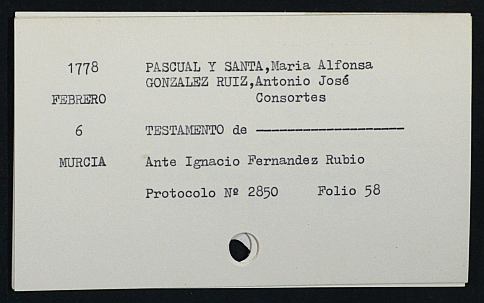 1778 PASCUAL Y SANTA,Maria Alfonsa
GONZALEZ RUIZ,Antonio José
FEBRERO Consortes
6 TESTAMENTO de -------------------
MURCIA Ante Ignacio Fernandez Rubio
Protocolo Nº 2850 Folio 58